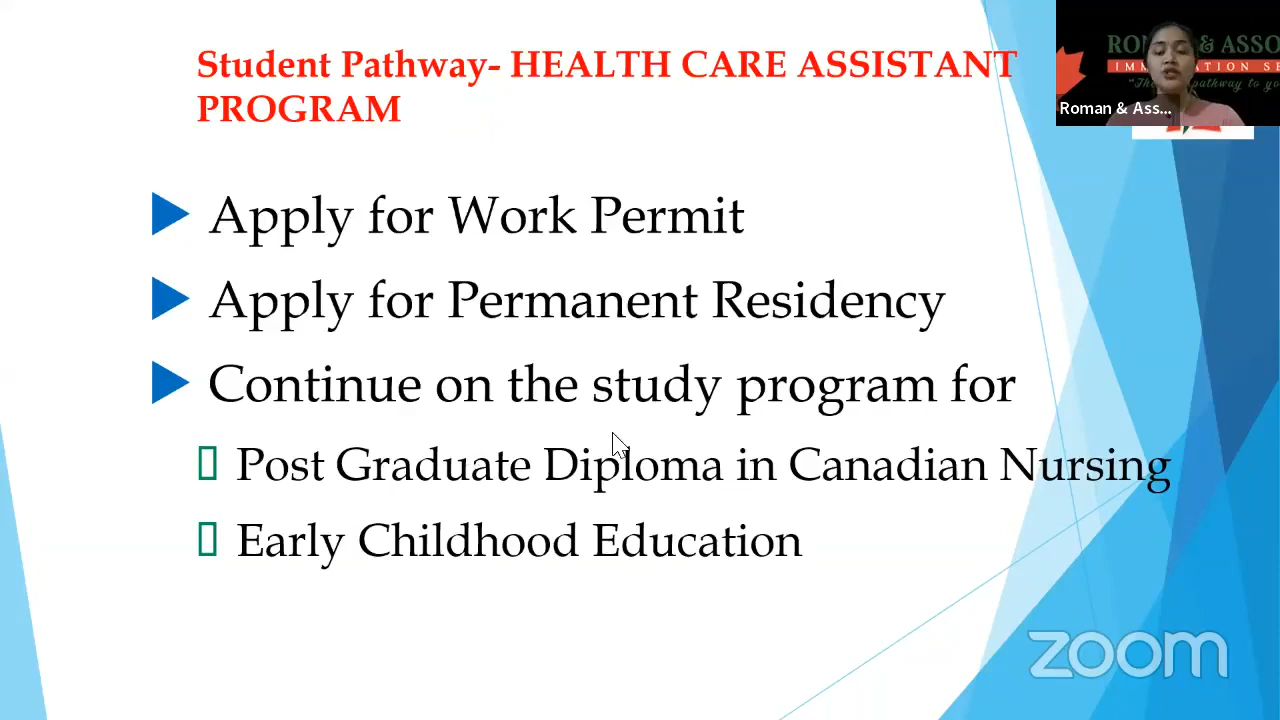 Student Pathway- HEALTH CARE ASSISTANT
PROGRAM
Apply for Work Permit
Apply for Permanent Residency
Continue on the study program for
Post Graduate Diploma in Canadian Nursing
Early Childhood Education
Roman & Ass...
zoom